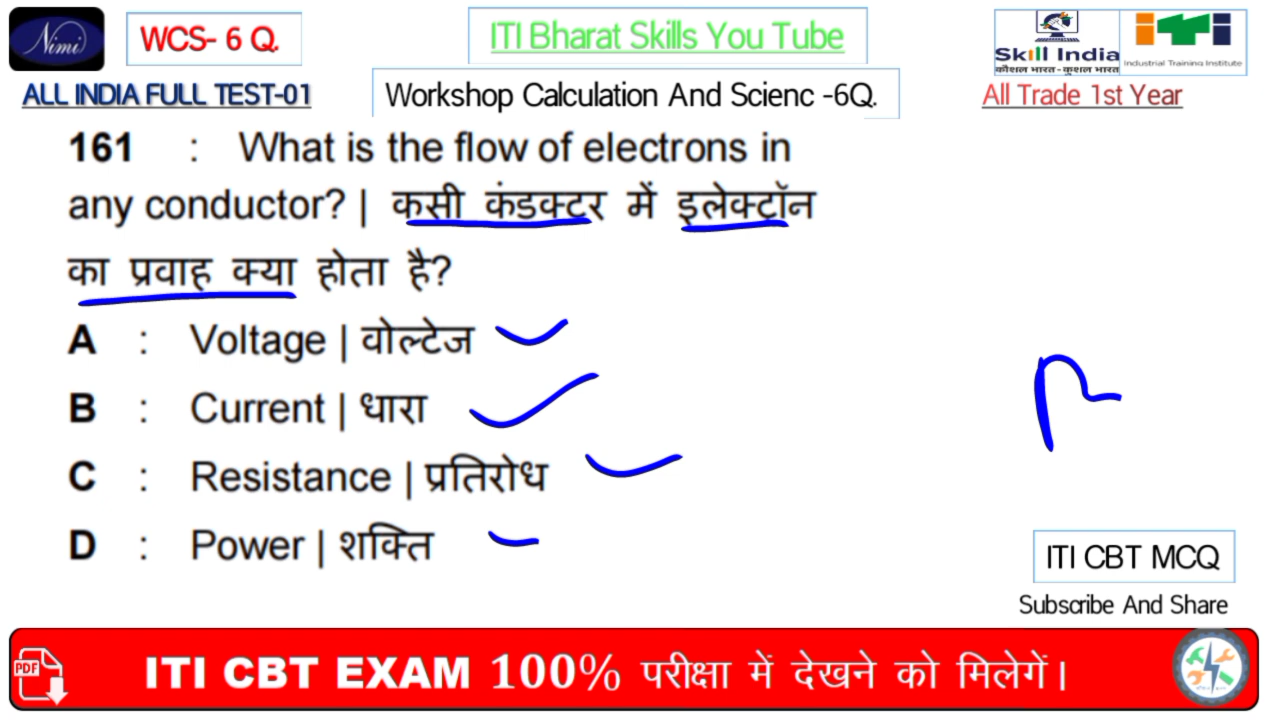 Nimi
WCS- 6 Q.
ITI Bharat Skills You Tube
Skill India
कौशल भारत - कुशल भारत
iTi
Industrial Training Institute
ALL INDIA FULL TEST-01
Workshop Calculation And Scienc -6Q.
All Trade 1st Year
161 : What is the flow of electrons in
any conductor? | कसी कंडक्टर में इलेक्ट्रॉन
का प्रवाह क्या होता है?
A : Voltage | वोल्टेज
B : Current | धारा
C : Resistance | प्रतिरोध
D : Power | शक्ति
ITI CBT MCQ
Subscribe And Share
PDF
ITI CBT EXAM 100% परीक्षा में देखने को मिलेगें।